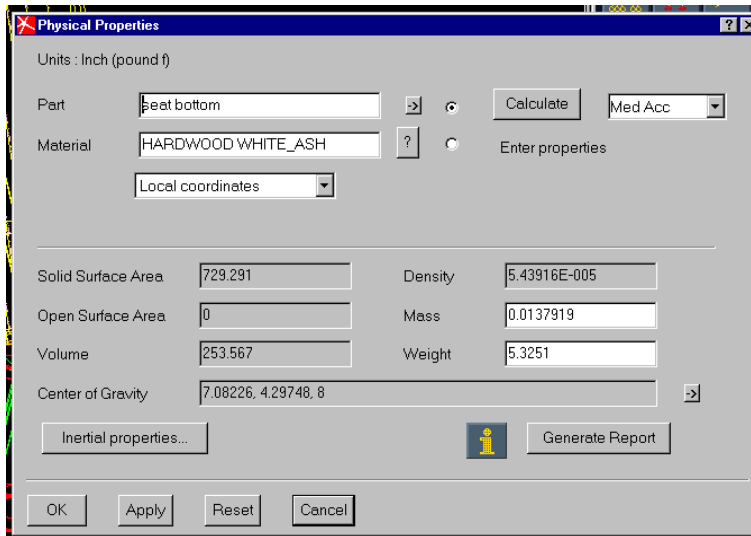 Physical Properties
Units : Inch (pound f)
Part seat bottom -> Calculate Med Acc
Material HARDWOOD WHITE_ASH ? Enter properties
Local coordinates
Solid Surface Area 729.291 Density 5.43916E-005
Open Surface Area 0 Mass 0.0137919
Volume 253.567 Weight 5.3251
Center of Gravity 7.08226, 4.29748, 8 ->
Inertial properties... i Generate Report
OK Apply Reset Cancel